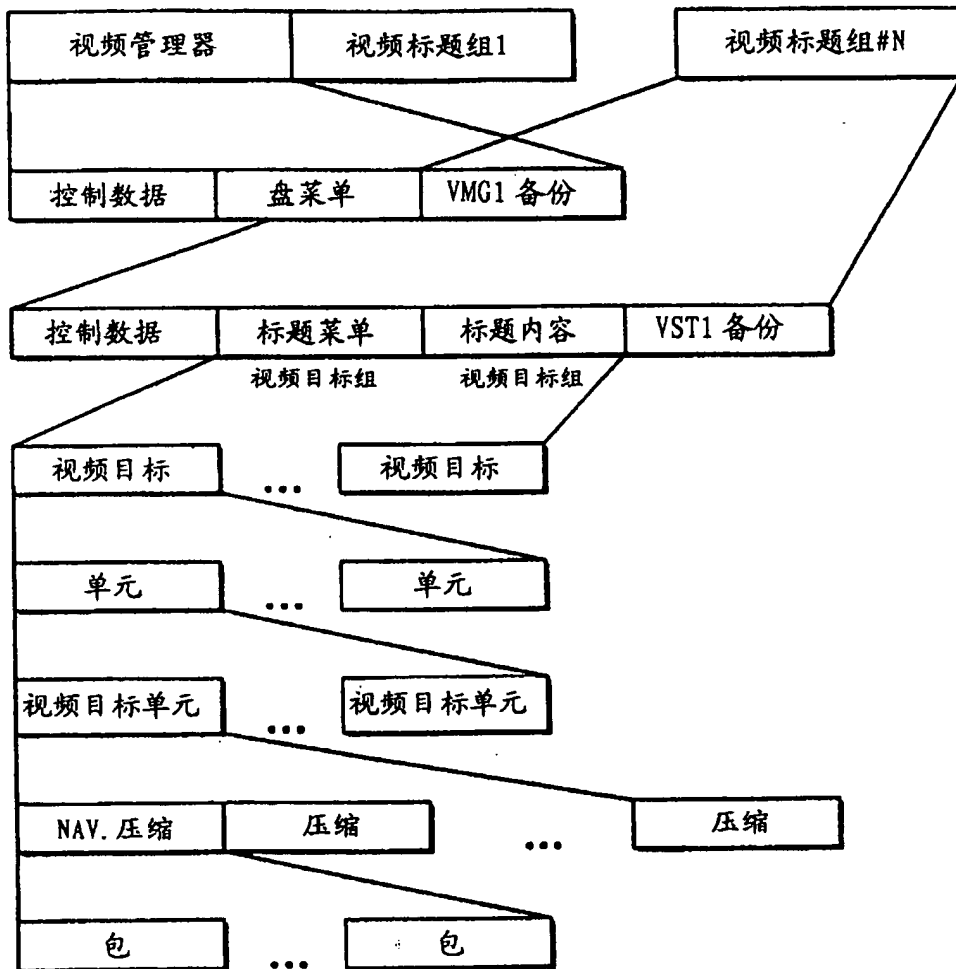 视频管理器 视频标题组1 视频标题组#N
控制数据 盘菜单 VMG1 备份
控制数据 标题菜单 标题内容 VST1 备份
视频目标组 视频目标组
视频目标 ... 视频目标
单元 ... 单元
视频目标单元 ... 视频目标单元
NAV. 压缩 压缩 ... 压缩
包 ... 包